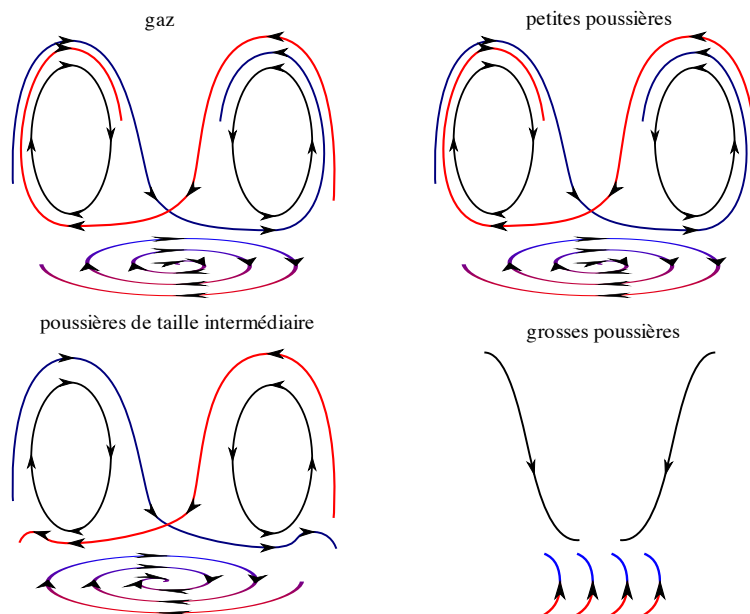 gaz
petites poussières
poussières de taille intermédiaire
grosses poussières